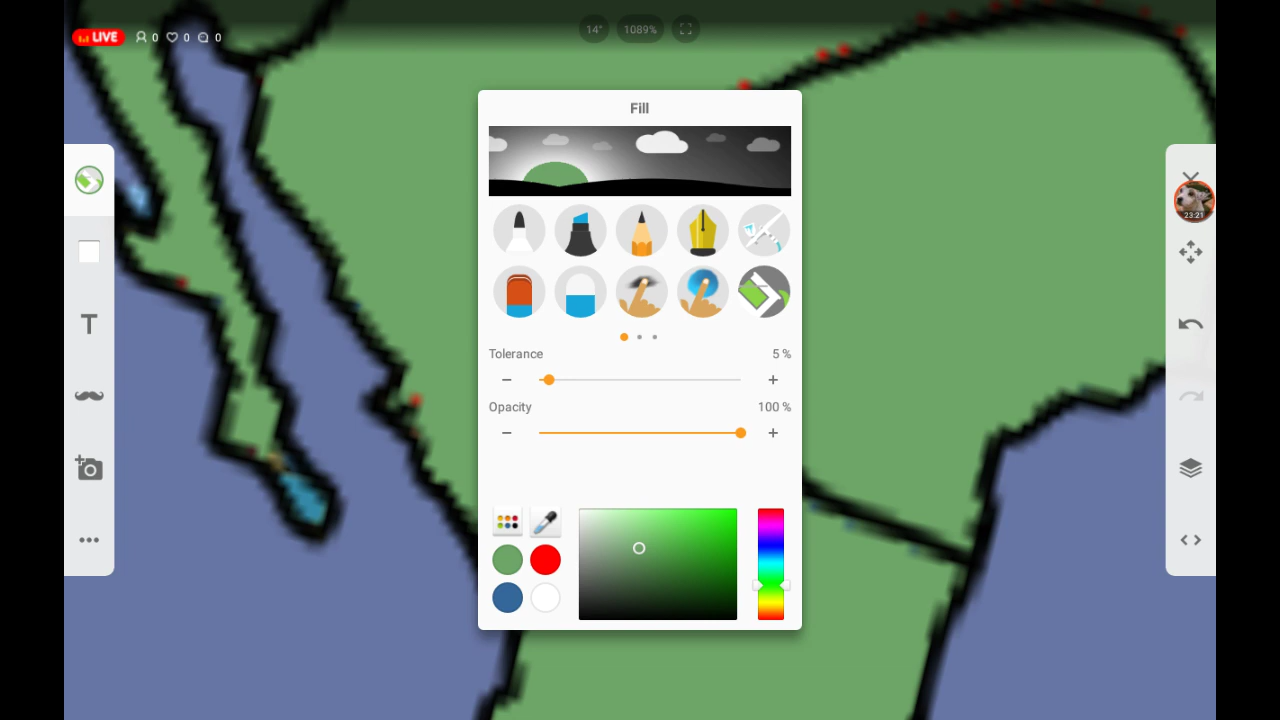 LIVE 0 0 0
14° 1089%
Fill
23:21
T
Tolerance 5 %
Opacity 100 %